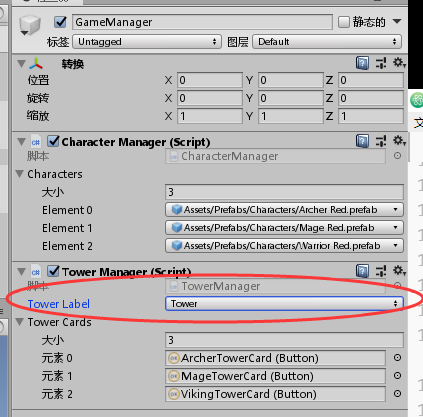 GameManager 静态的
标签 Untagged 图层 Default
转换
位置 X 0 Y 0 Z 0
旋转 X 0 Y 0 Z 0
缩放 X 1 Y 1 Z 1
Character Manager (Script)
脚本 CharacterManager
Characters
大小 3
Element 0 Assets/Prefabs/Characters/Archer Red.prefab
Element 1 Assets/Prefabs/Characters/Mage Red.prefab
Element 2 Assets/Prefabs/Characters/Warrior Red.prefab
Tower Manager (Script)
脚本 TowerManager
Tower Label Tower
Tower Cards
大小 3
元素 0 ArcherTowerCard (Button)
元素 1 MageTowerCard (Button)
元素 2 VikingTowerCard (Button)